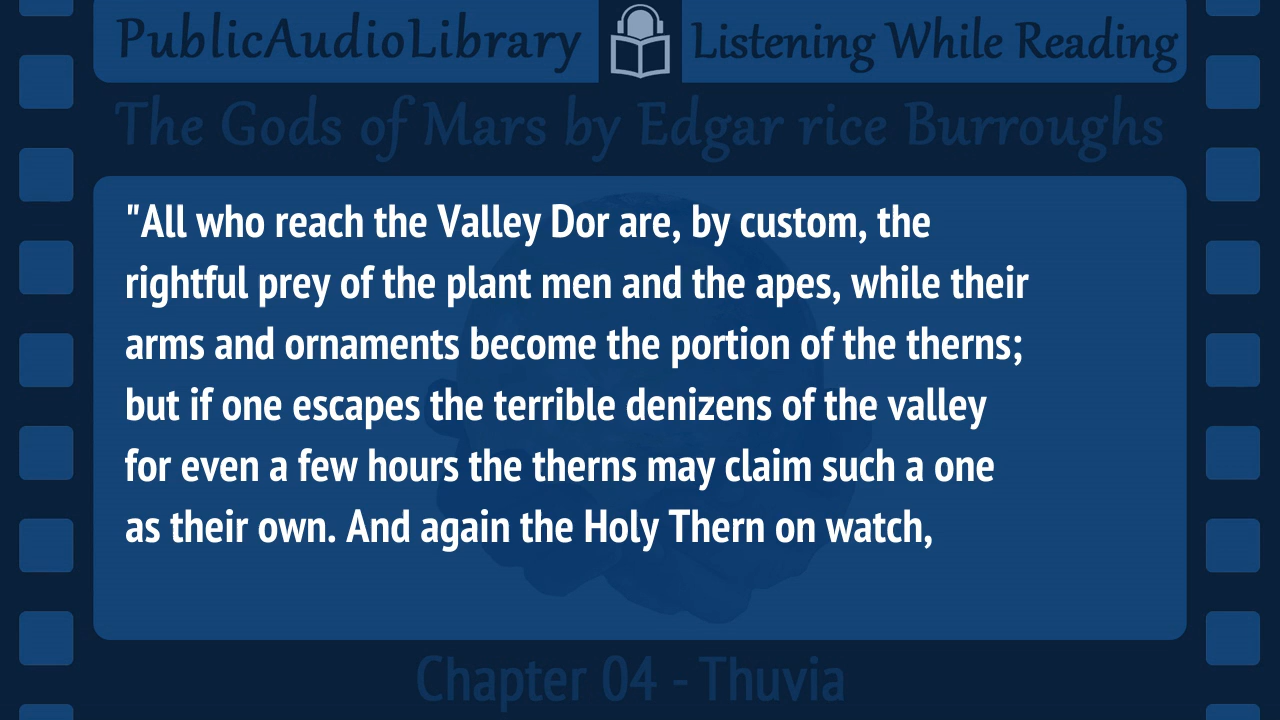 PublicAudioLibrary Listening While Reading
The Gods of Mars by Edgar rice Burroughs
"All who reach the Valley Dor are, by custom, the
rightful prey of the plant men and the apes, while their
arms and ornaments become the portion of the therns;
but if one escapes the terrible denizens of the valley
for even a few hours the therns may claim such a one
as their own. And again the Holy Thern on watch,
Chapter 04 - Thuvia